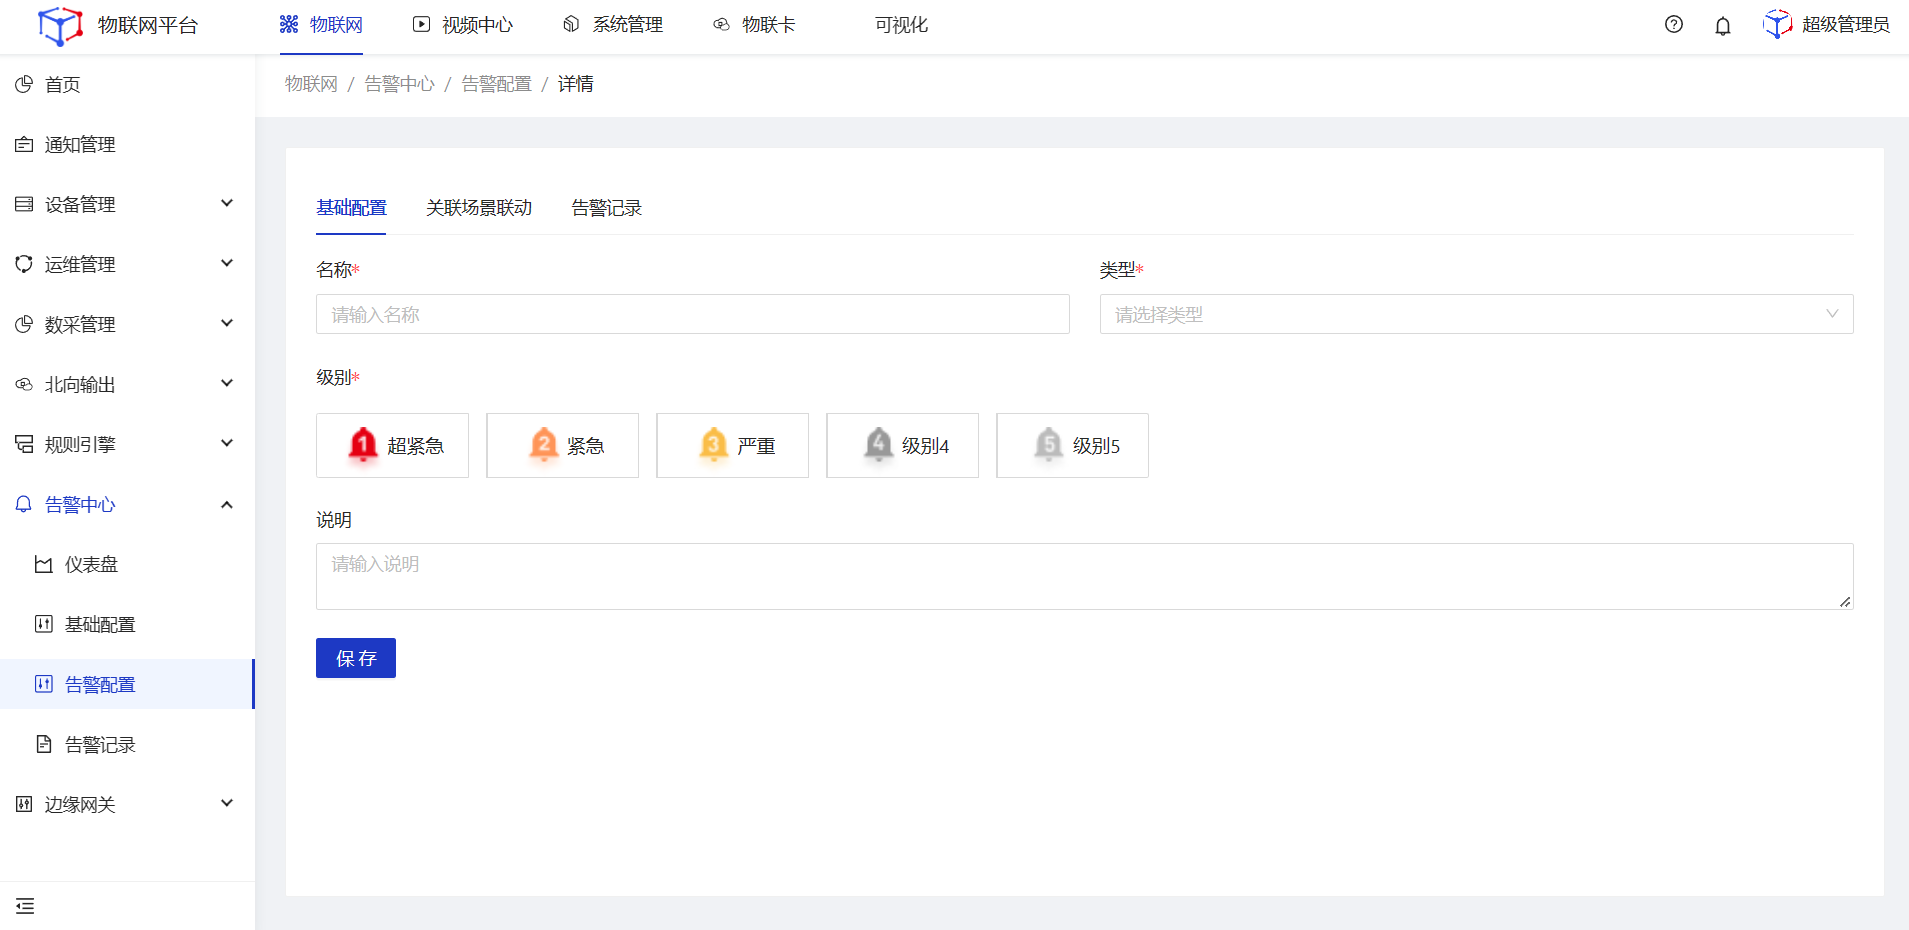 物联网平台
物联网
视频中心
系统管理
物联卡
可视化
超级管理员
首页
通知管理
设备管理
运维管理
数采管理
北向输出
规则引擎
告警中心
仪表盘
基础配置
告警配置
告警记录
边缘网关
物联网 / 告警中心 / 告警配置 / 详情
基础配置
关联场景联动
告警记录
名称*
请输入名称
类型*
请选择类型
级别*
1 超紧急
2 紧急
3 严重
4 级别4
5 级别5
说明
请输入说明
保 存